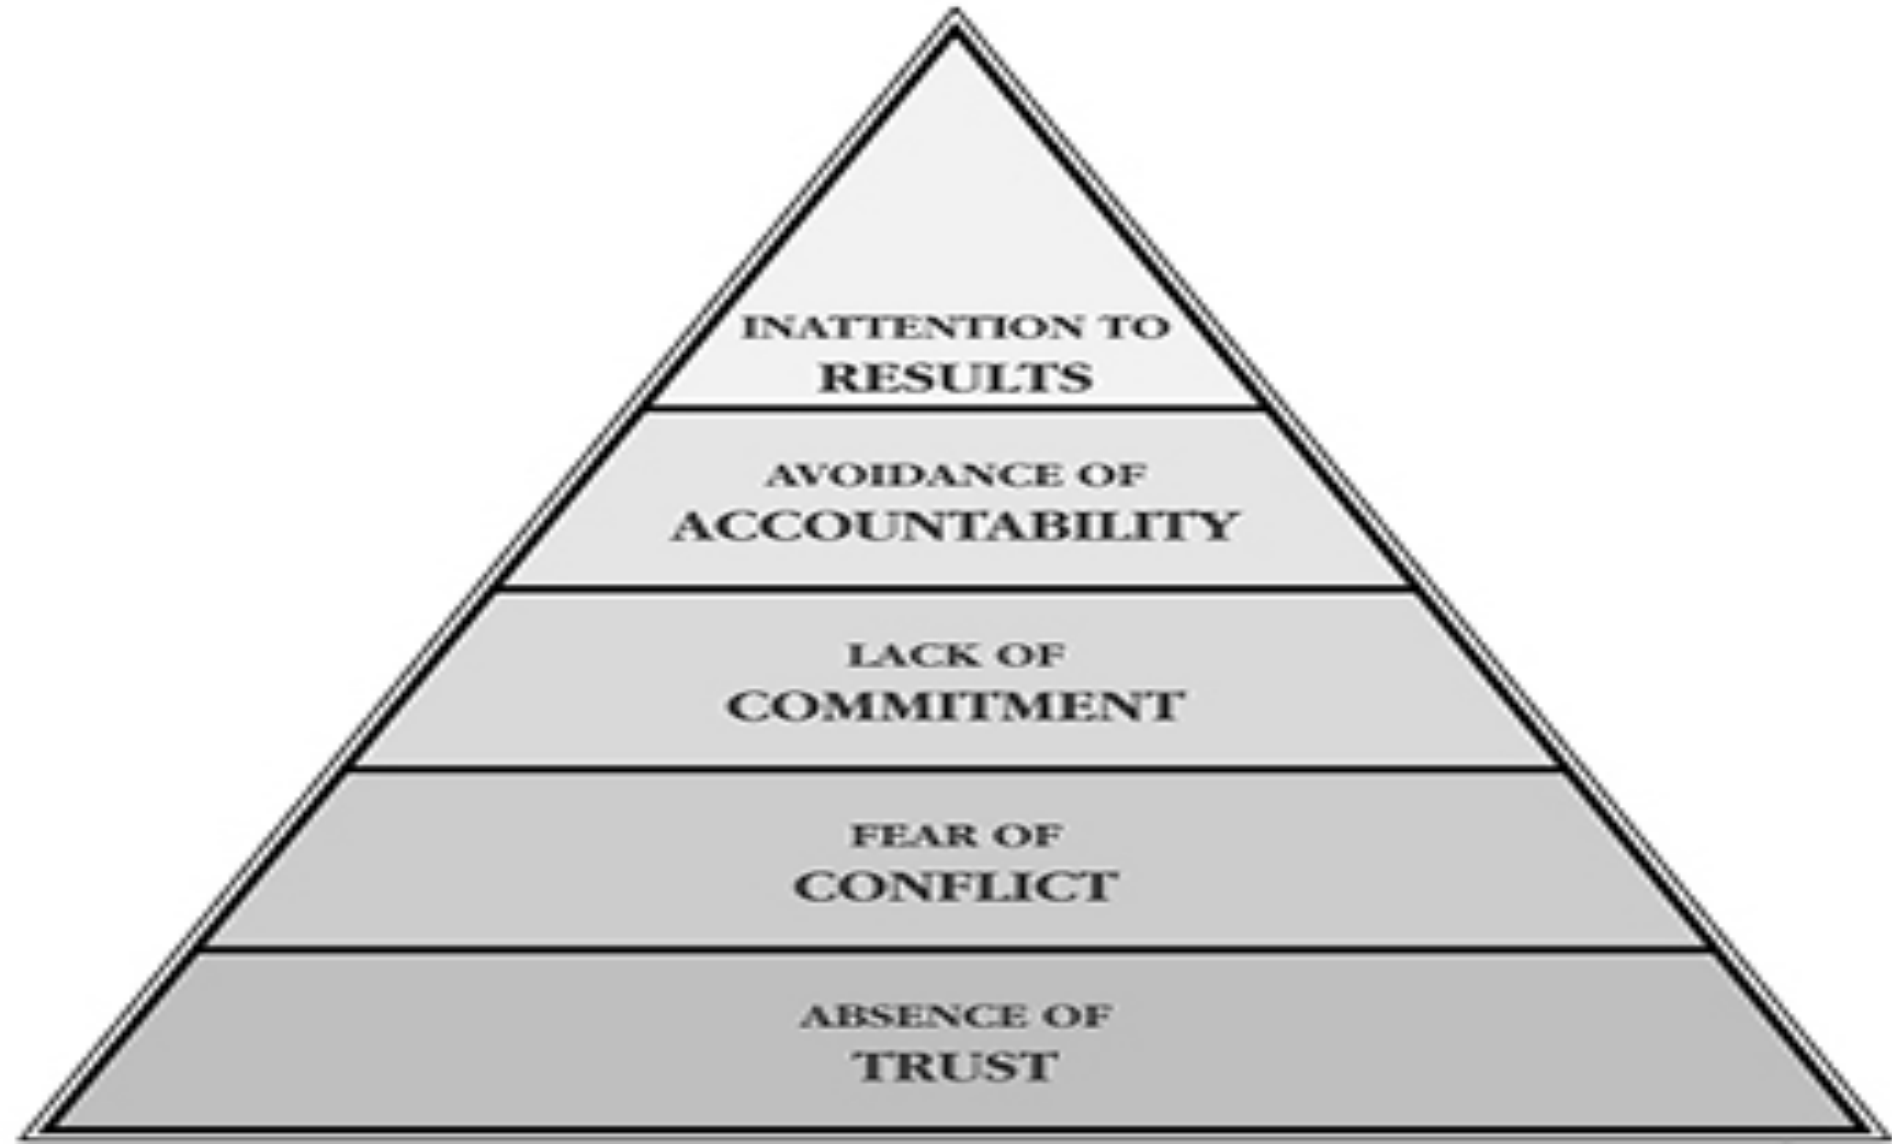 INATTENTION TO
RESULTS
AVOIDANCE OF
ACCOUNTABILITY
LACK OF
COMMITMENT
FEAR OF
CONFLICT
ABSENCE OF
TRUST